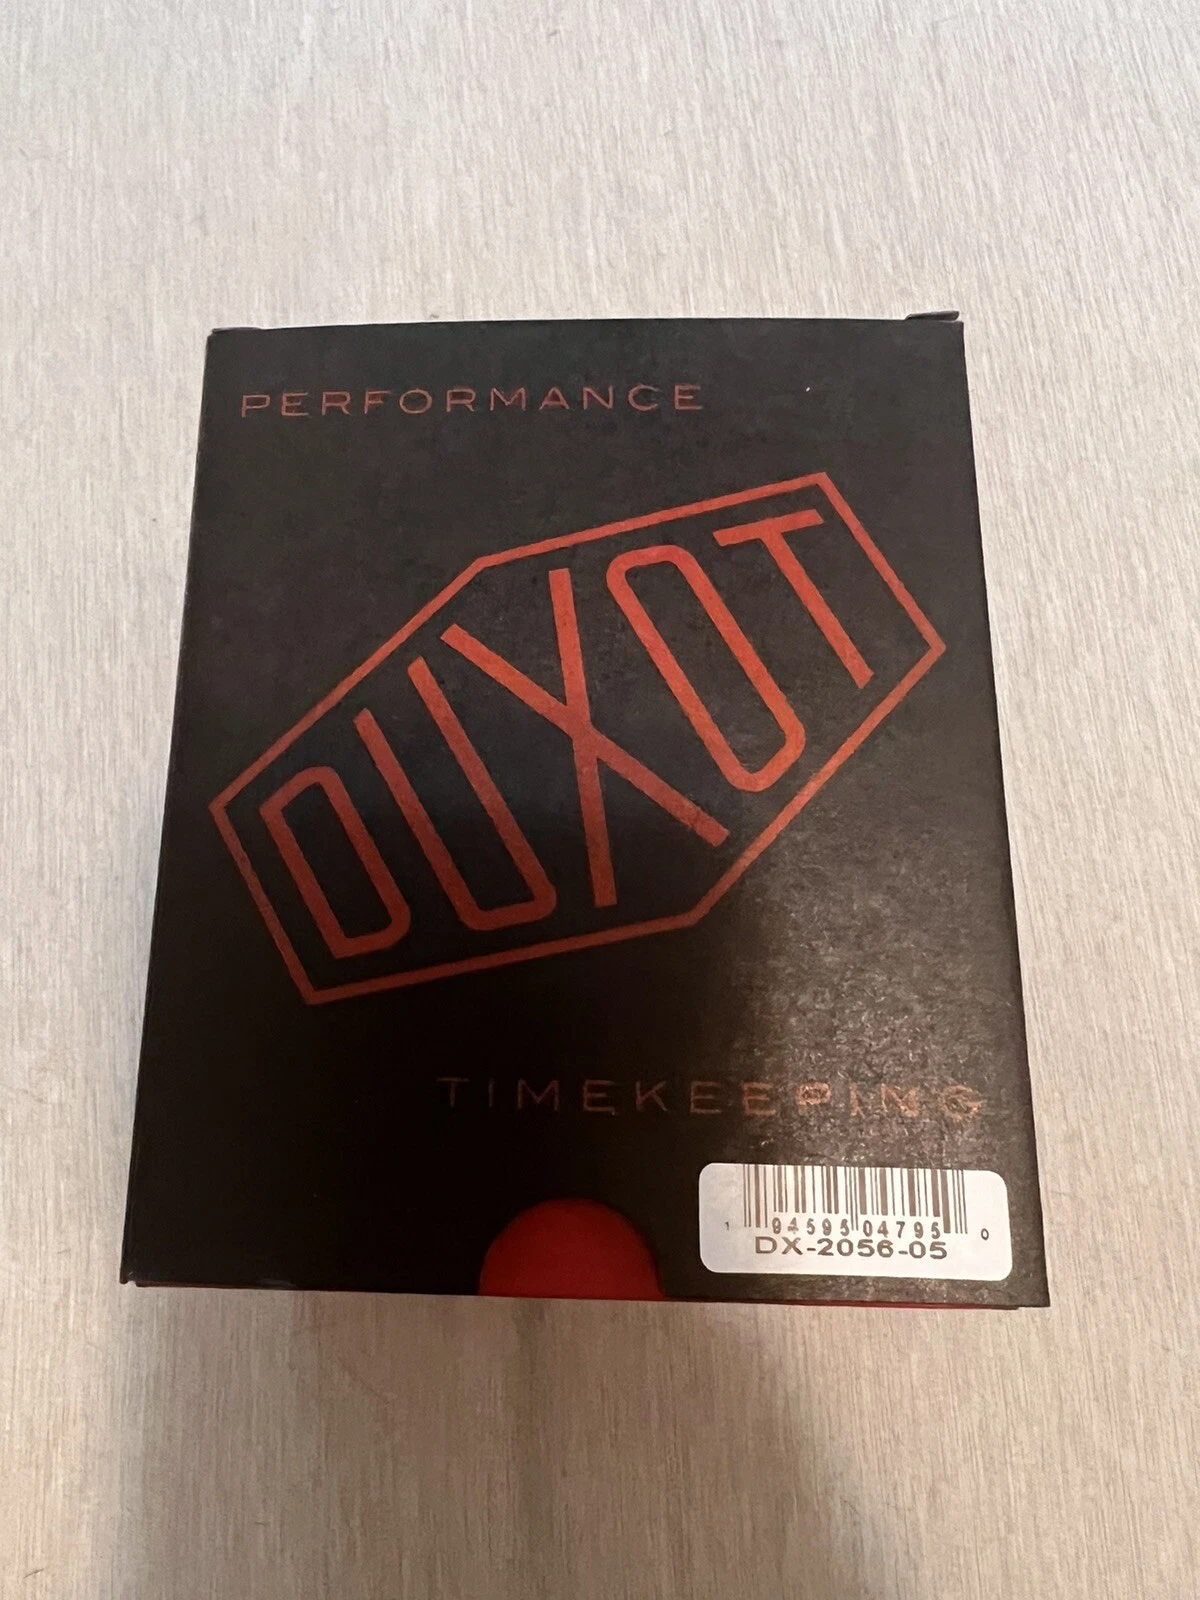 PERFORMANCE
DUXOT
TIMEKEEPING
1 94595 04795 0
DX-2056-05